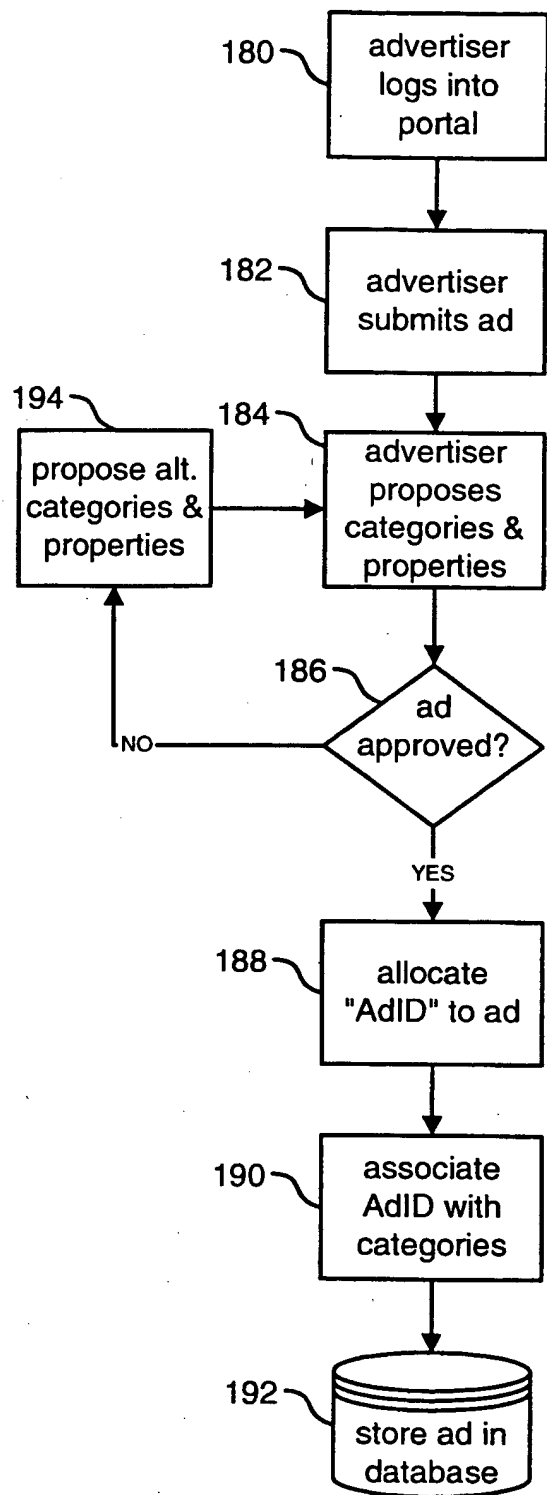 180
advertiser
logs into
portal
182
advertiser
submits ad
194
propose alt.
categories &
properties
184
advertiser
proposes
categories &
properties
186
ad
approved?
NO
YES
188
allocate
"AdID" to ad
190
associate
AdID with
categories
192
store ad in
database